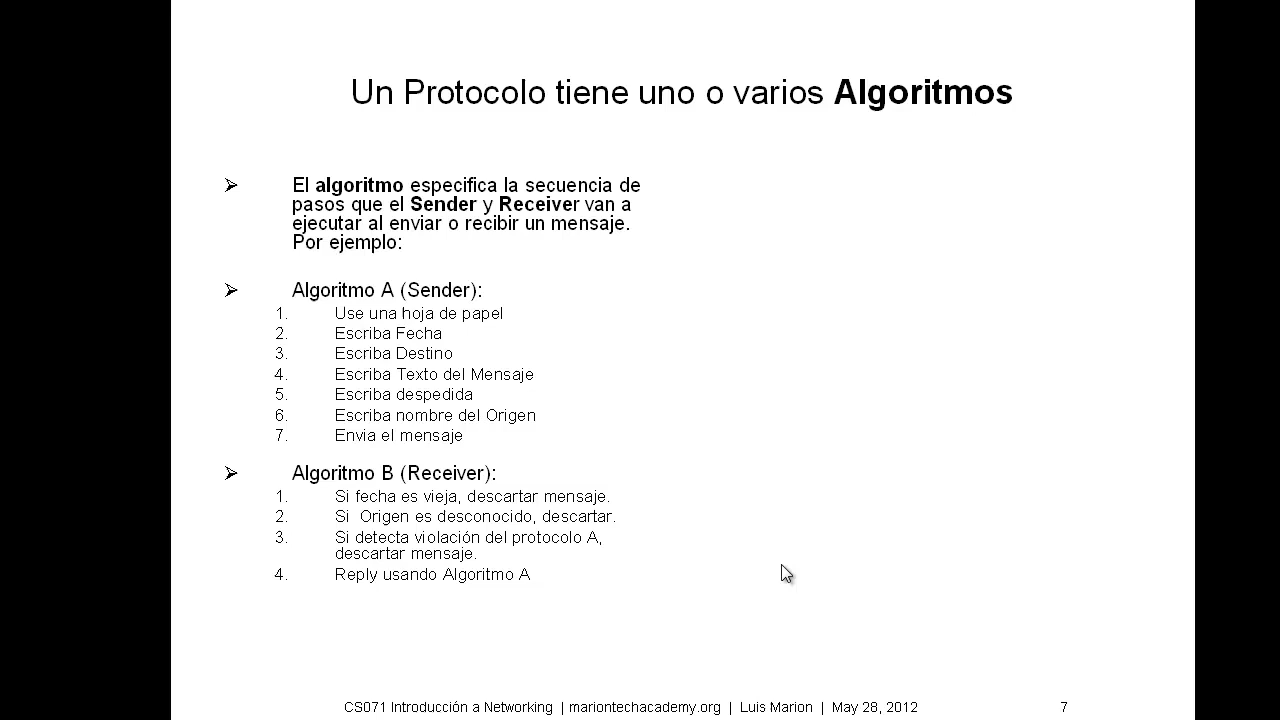 Un Protocolo tiene uno o varios Algoritmos
El algoritmo especifica la secuencia de
pasos que el Sender y Receiver van a
ejecutar al enviar o recibir un mensaje.
Por ejemplo:
Algoritmo A (Sender):
1. Use una hoja de papel
2. Escriba Fecha
3. Escriba Destino
4. Escriba Texto del Mensaje
5. Escriba despedida
6. Escriba nombre del Origen
7. Envia el mensaje
Algoritmo B (Receiver):
1. Si fecha es vieja, descartar mensaje.
2. Si Origen es desconocido, descartar.
3. Si detecta violación del protocolo A,
descartar mensaje.
4. Reply usando Algoritmo A
CS071 Introducción a Networking | mariontechacademy.org | Luis Marion | May 28, 2012 7